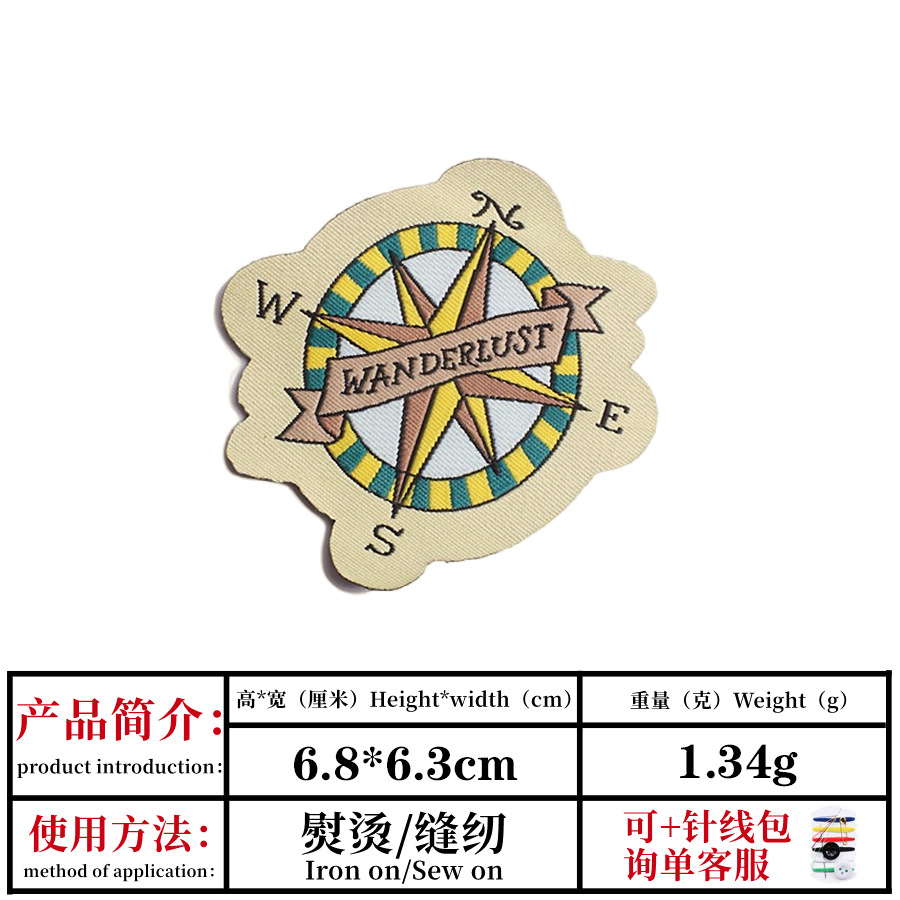 N
W
WANDERLUST
E
S
产品简介：
product introduction：
高*宽（厘米）Height*width（cm）
重量（克）Weight（g）
6.8*6.3cm
1.34g
使用方法：
method of application：
熨烫/缝纫
Iron on/Sew on
可+针线包
询单客服